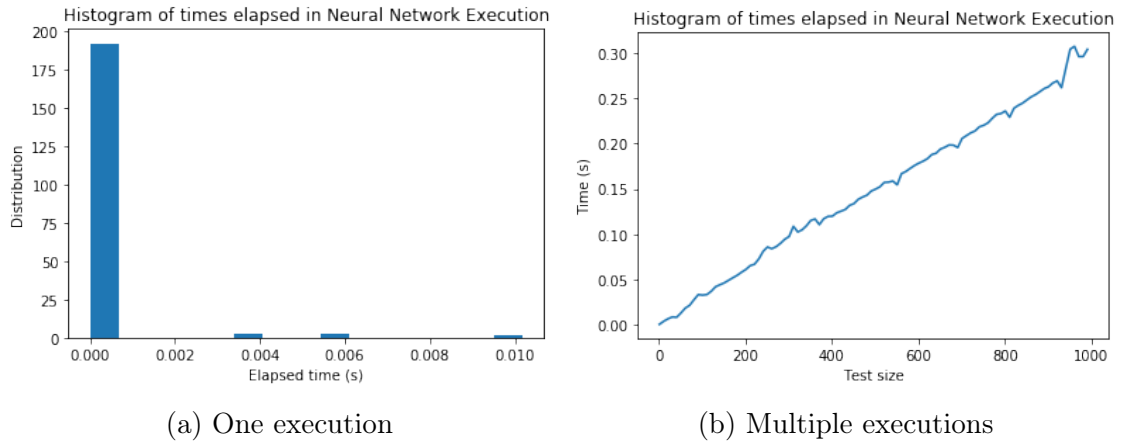 Histogram of times elapsed in Neural Network Execution
200
175
150
125
100
75
50
25
0
Distribution
0.000 0.002 0.004 0.006 0.008 0.010
Elapsed time (s)
(a) One execution
Histogram of times elapsed in Neural Network Execution
0.30
0.25
0.20
0.15
0.10
0.05
0.00
Time (s)
0 200 400 600 800 1000
Test size
(b) Multiple executions